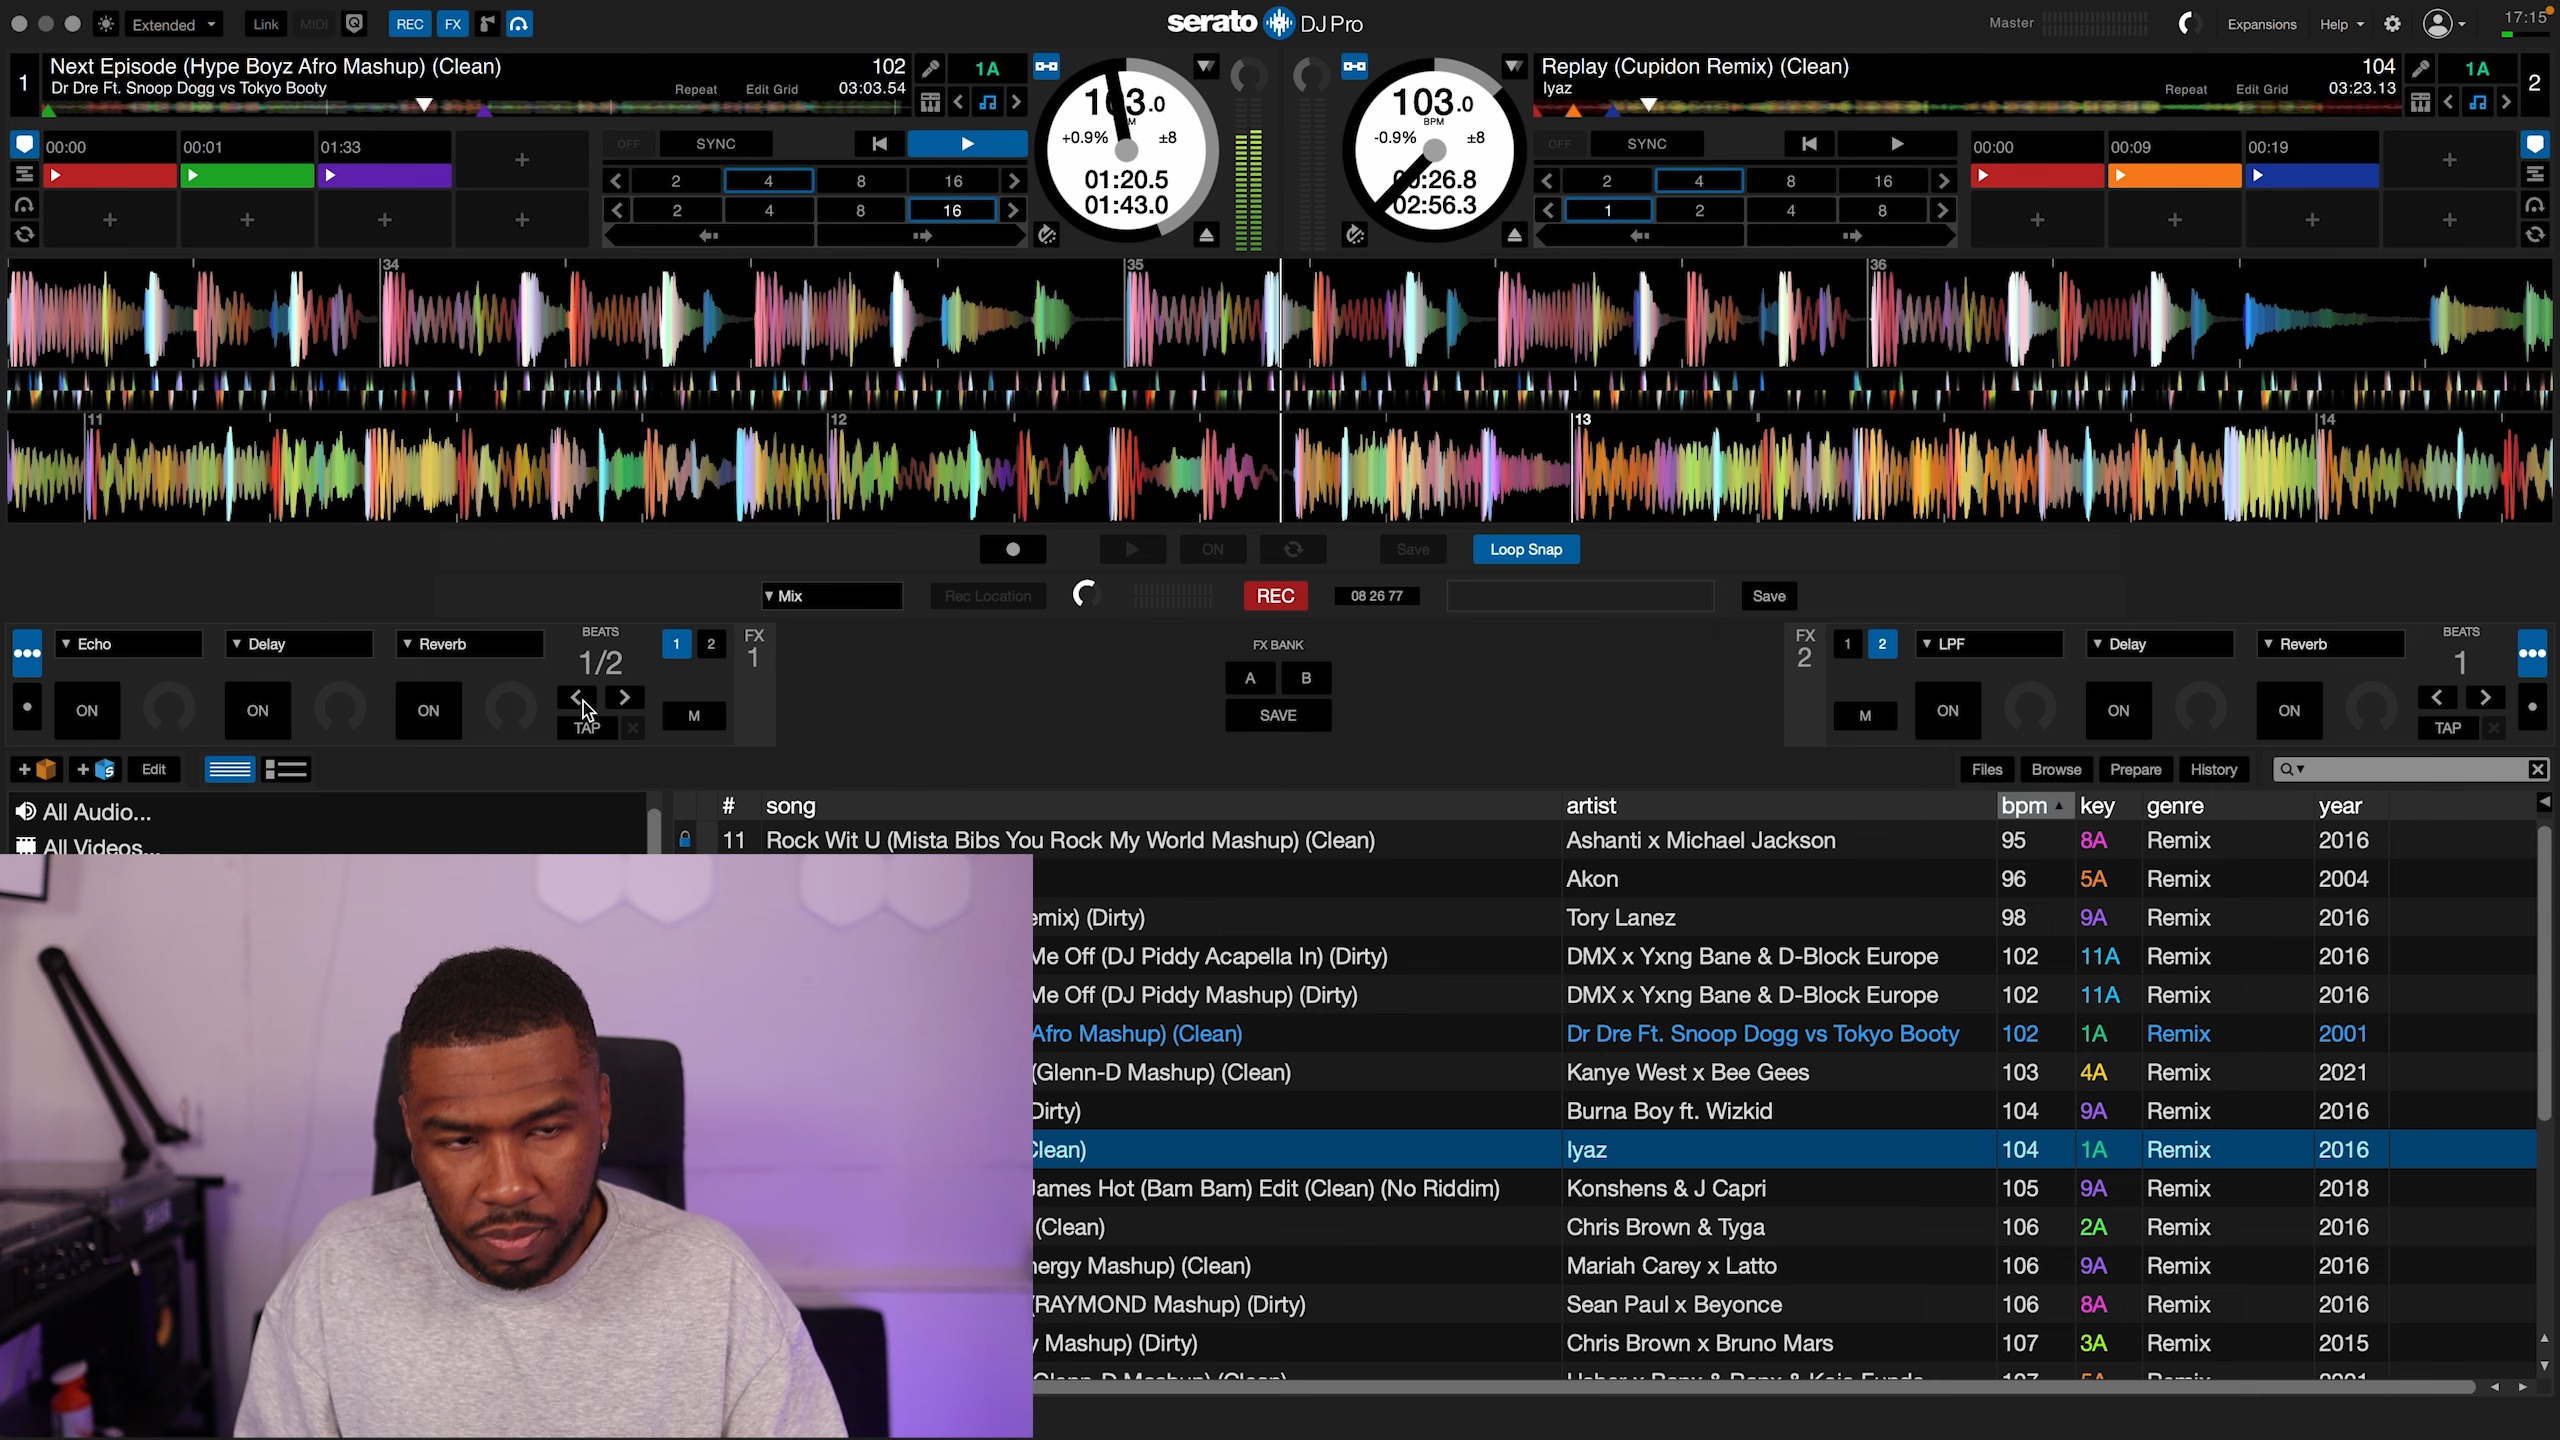 Extended Link MIDI REC FX serato DJ Pro Master Expansions Help 17:15
1 Next Episode (Hype Boyz Afro Mashup) (Clean) 102 1A
Dr Dre Ft. Snoop Dogg vs Tokyo Booty Repeat Edit Grid 03:03.54
Replay (Cupidon Remix) (Clean) 104 1A 2
Iyaz Repeat Edit Grid 03:23.13
00:00 00:01 01:33 OFF SYNC
2 4 8 16
2 4 8 16
+0.9% ±8
01:20.5
01:43.0
103.0
BPM
-0.9% ±8
02:56.3
OFF SYNC 00:00 00:09 00:19
2 4 8 16
1 2 4 8
34 35 36
11 12 13 14
ON Save Loop Snap
Mix Rec Location REC 08 26 77 Save
Echo Delay Reverb BEATS 1/2 1 2 FX 1
ON ON ON TAP M
FX BANK
A B
SAVE
FX 2 1 2 LPF Delay Reverb BEATS 1
M ON ON ON TAP
Edit Files Browse Prepare History
All Audio...
All Videos...
# song artist bpm key genre year
11 Rock Wit U (Mista Bibs You Rock My World Mashup) (Clean) Ashanti x Michael Jackson 95 8A Remix 2016
Akon 96 5A Remix 2004
(Dirty) Tory Lanez 98 9A Remix 2016
Me Off (DJ Piddy Acapella In) (Dirty) DMX x Yxng Bane & D-Block Europe 102 11A Remix 2016
Me Off (DJ Piddy Mashup) (Dirty) DMX x Yxng Bane & D-Block Europe 102 11A Remix 2016
Afro Mashup) (Clean) Dr Dre Ft. Snoop Dogg vs Tokyo Booty 102 1A Remix 2001
(Glenn-D Mashup) (Clean) Kanye West x Bee Gees 103 4A Remix 2021
Dirty) Burna Boy ft. Wizkid 104 9A Remix 2016
Clean) Iyaz 104 1A Remix 2016
James Hot (Bam Bam) Edit (Clean) (No Riddim) Konshens & J Capri 105 9A Remix 2018
(Clean) Chris Brown & Tyga 106 2A Remix 2016
Mashup) (Clean) Mariah Carey x Latto 106 9A Remix 2016
(RAYMOND Mashup) (Dirty) Sean Paul x Beyonce 106 8A Remix 2016
Mashup) (Dirty) Chris Brown x Bruno Mars 107 3A Remix 2015